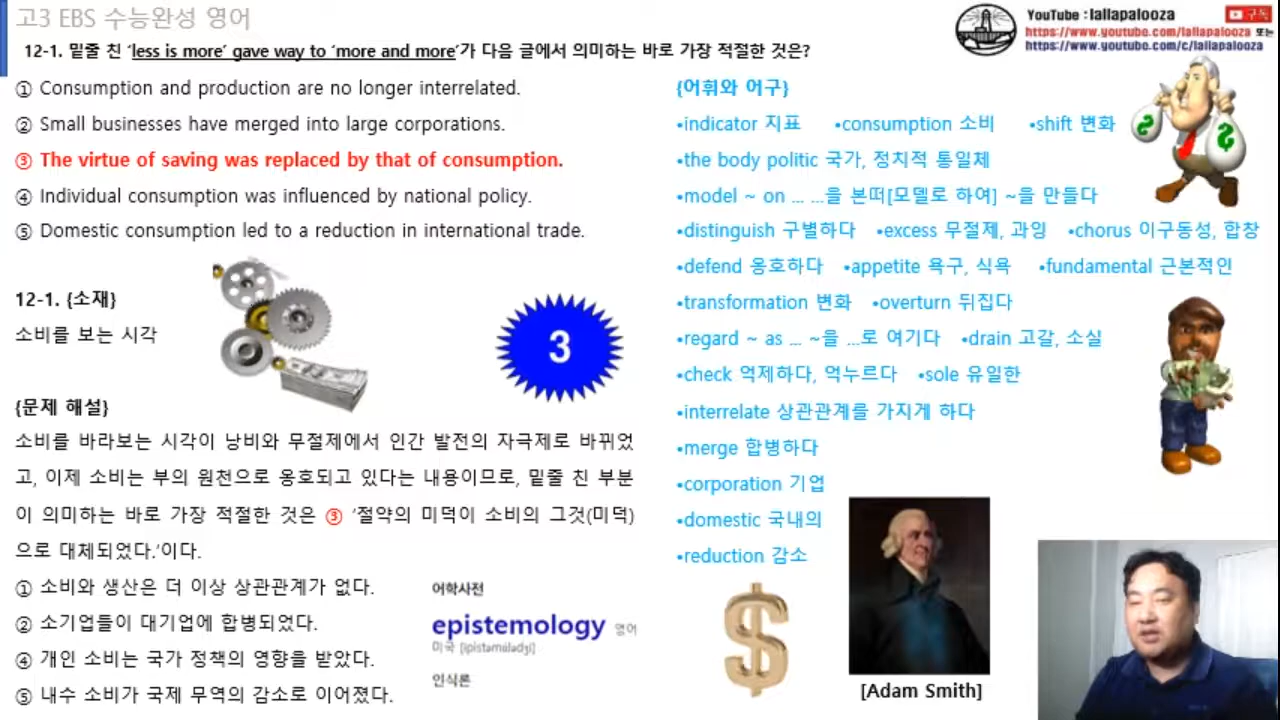 고3 EBS 수능완성 영어
YouTube : lallapalooza
구독
https://www.youtube.com/lallapalooza 또는
https://www.youtube.com/c/lallapalooza
12-1. 밑줄 친 ‘less is more’ gave way to ‘more and more’가 다음 글에서 의미하는 바로 가장 적절한 것은?
① Consumption and production are no longer interrelated.
② Small businesses have merged into large corporations.
③ The virtue of saving was replaced by that of consumption.
④ Individual consumption was influenced by national policy.
⑤ Domestic consumption led to a reduction in international trade.
12-1. {소재}
소비를 보는 시각
3
{문제 해설}
소비를 바라보는 시각이 낭비와 무절제에서 인간 발전의 자극제로 바뀌었
고, 이제 소비는 부의 원천으로 옹호되고 있다는 내용이므로, 밑줄 친 부분
이 의미하는 바로 가장 적절한 것은 ③ ‘절약의 미덕이 소비의 그것(미덕)
으로 대체되었다.’이다.
① 소비와 생산은 더 이상 상관관계가 없다.
② 소기업들이 대기업에 합병되었다.
④ 개인 소비는 국가 정책의 영향을 받았다.
⑤ 내수 소비가 국제 무역의 감소로 이어졌다.
어학사전
epistemology 영어
미국 [ipìstəmάlədʒi]
인식론
{어휘와 어구}
•indicator 지표 •consumption 소비 •shift 변화
•the body politic 국가, 정치적 통일체
•model ~ on ... ...을 본떠[모델로 하여] ~을 만들다
•distinguish 구별하다 •excess 무절제, 과잉 •chorus 이구동성, 합창
•defend 옹호하다 •appetite 욕구, 식욕 •fundamental 근본적인
•transformation 변화 •overturn 뒤집다
•regard ~ as ... ~을 ...로 여기다 •drain 고갈, 소실
•check 억제하다, 억누르다 •sole 유일한
•interrelate 상관관계를 가지게 하다
•merge 합병하다
•corporation 기업
•domestic 국내의
•reduction 감소
[Adam Smith]